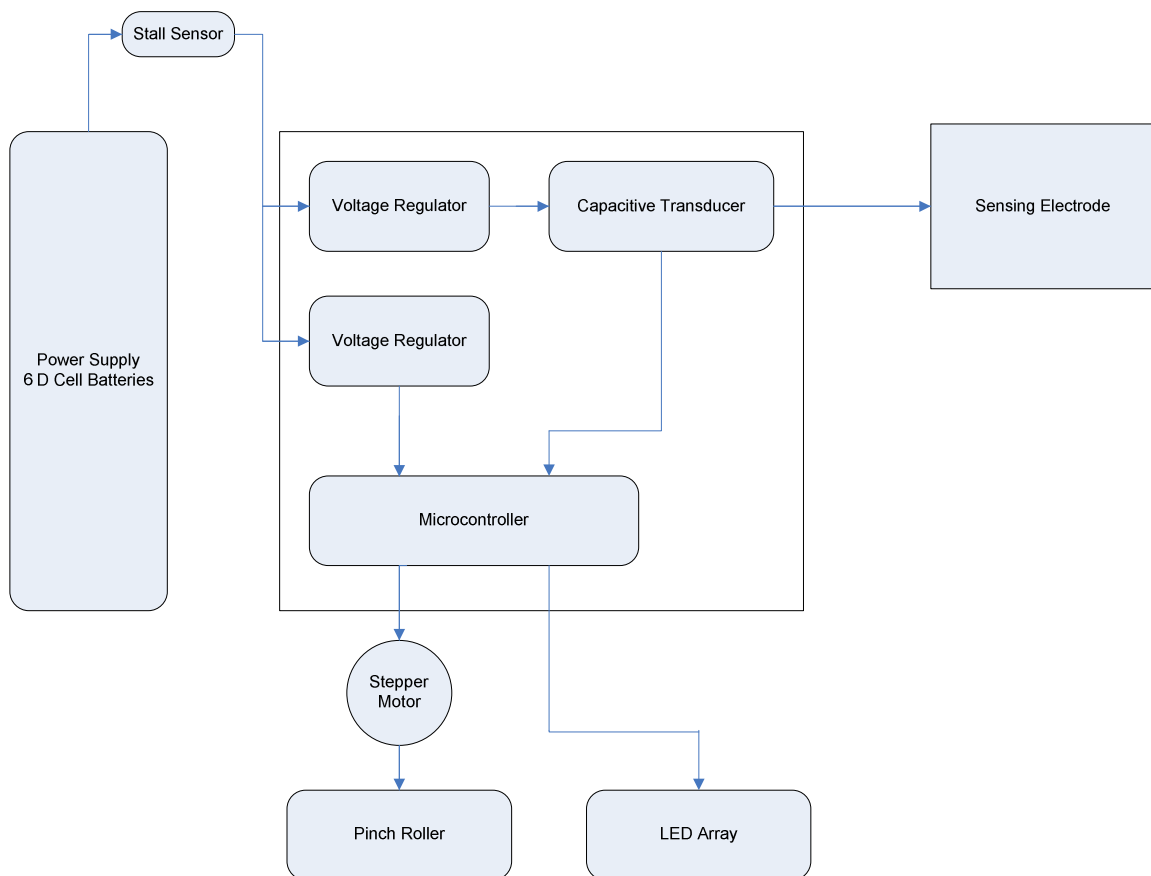 Stall Sensor
Voltage Regulator
Capacitive Transducer
Sensing Electrode
Voltage Regulator
Power Supply
6 D Cell Batteries
Microcontroller
Stepper
Motor
Pinch Roller
LED Array